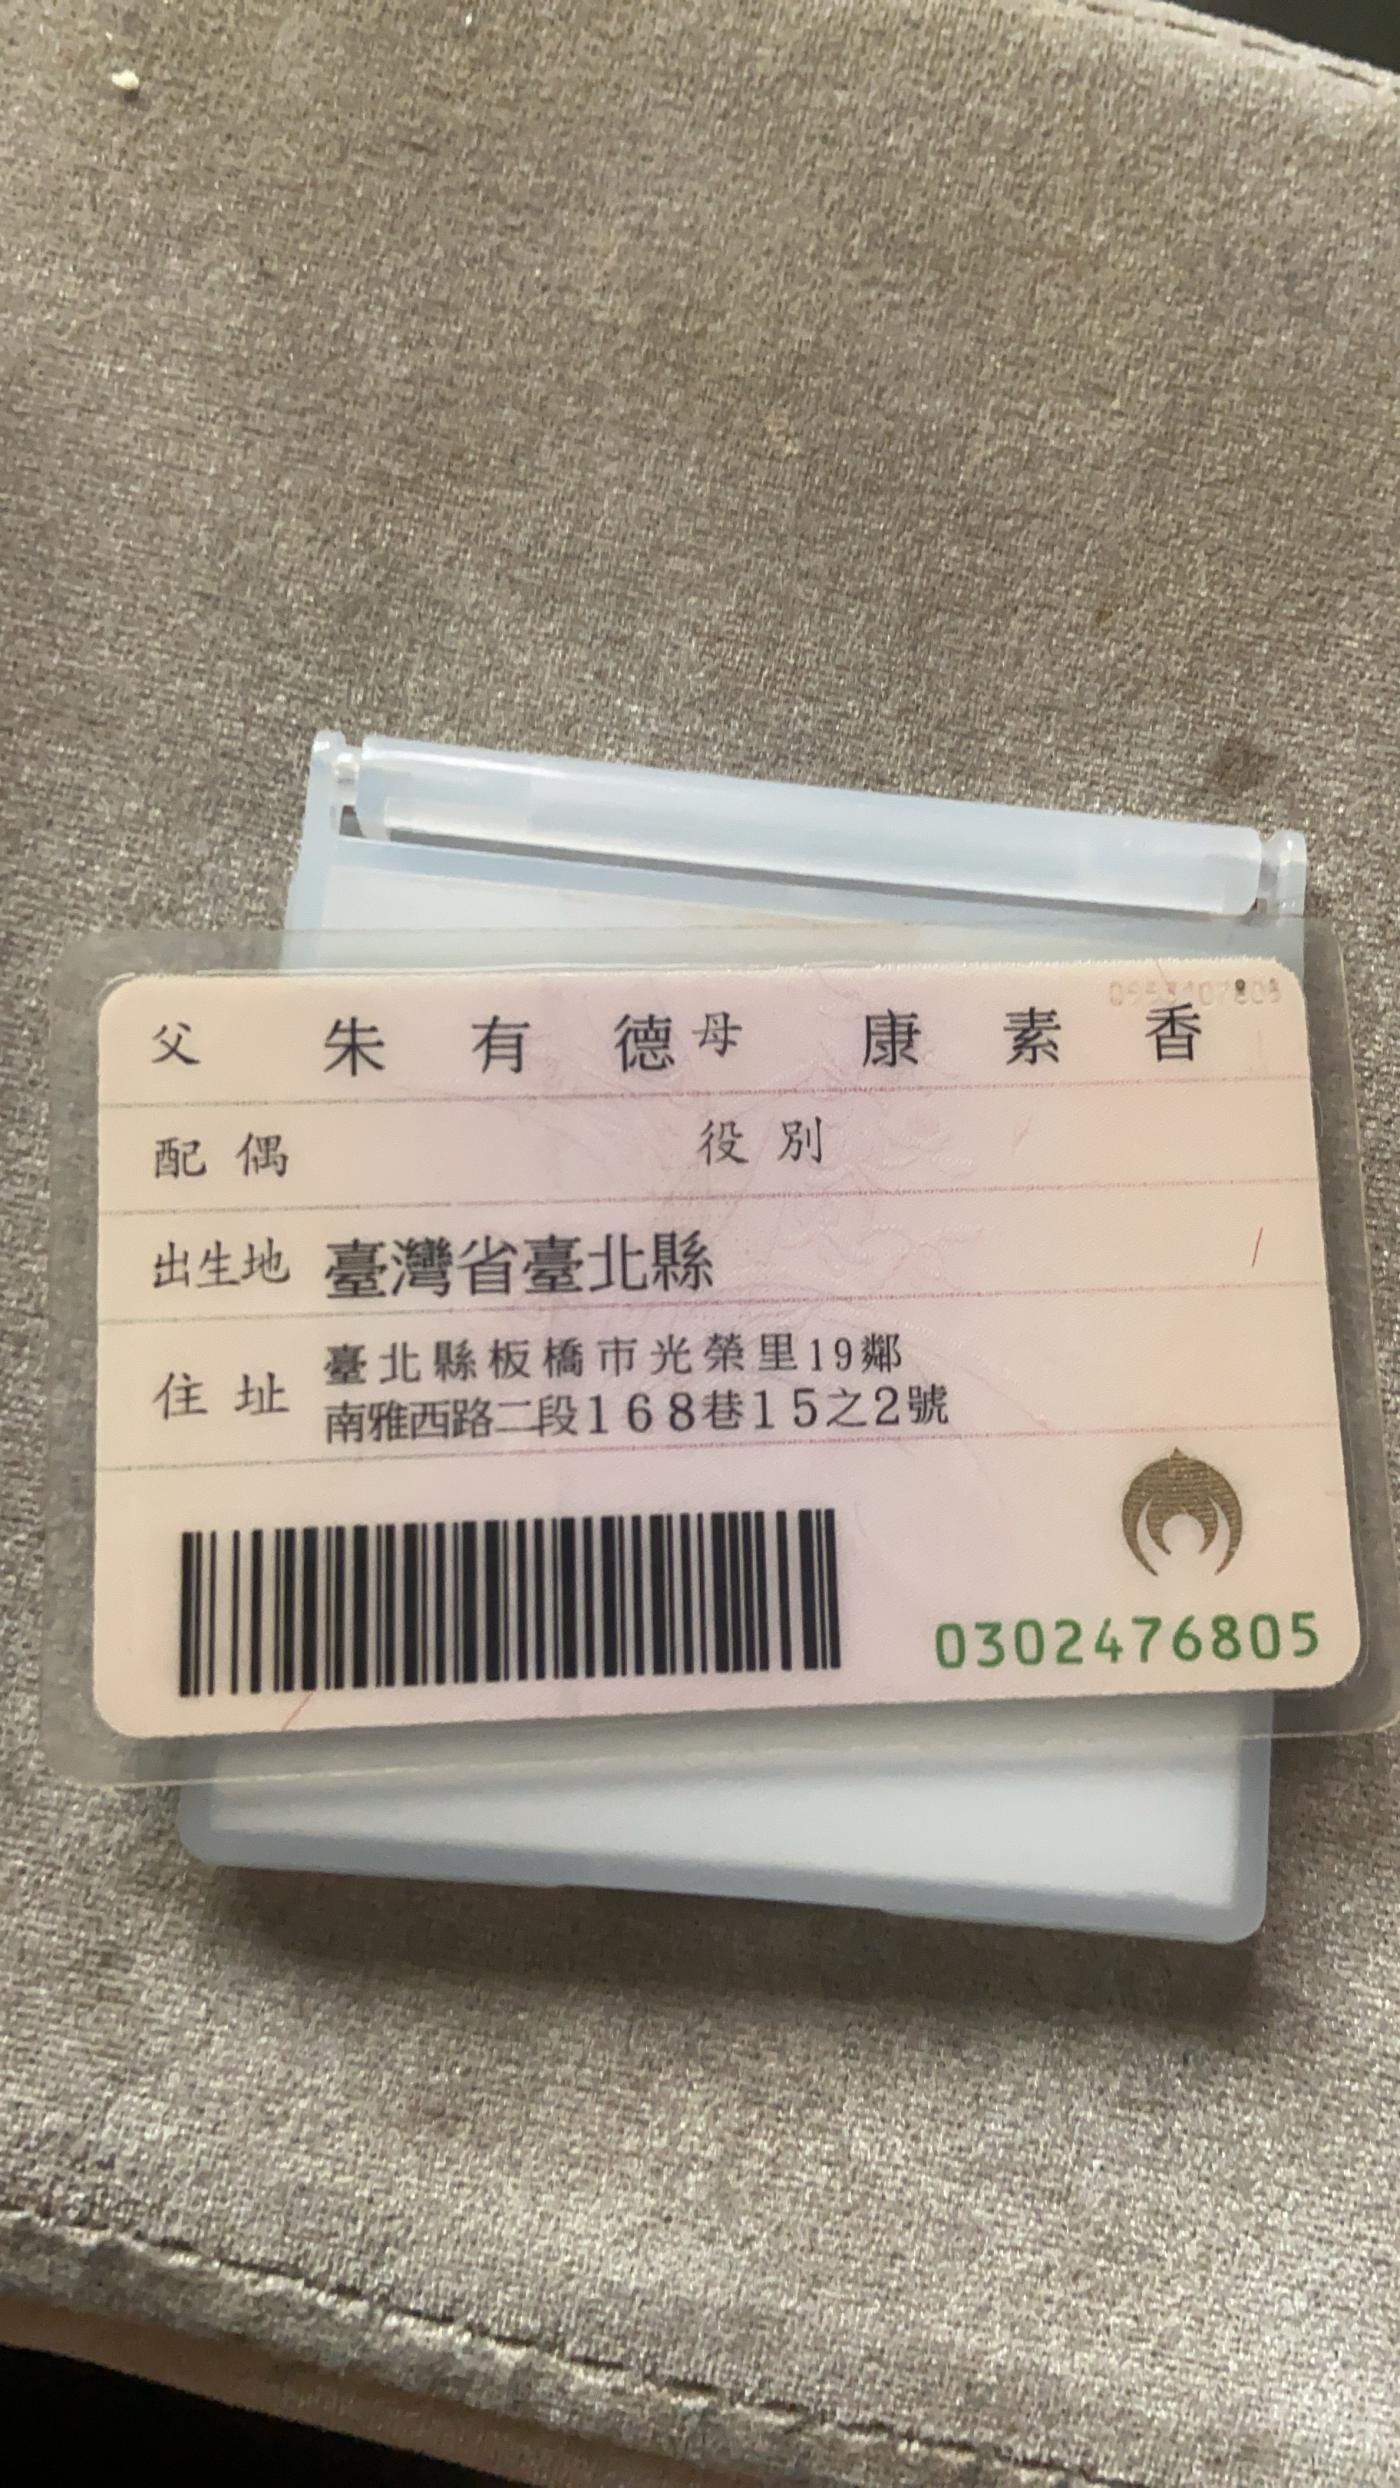 父 朱有德 母 康素香
配偶 役別
出生地 臺灣省臺北縣
住址 臺北縣板橋市光榮里19鄰
南雅西路二段168巷15之2號
0302476805